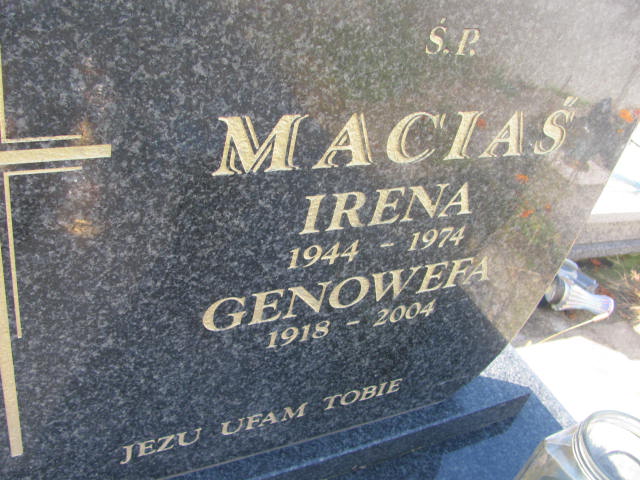 Ś.P.
MACIAŚ
IRENA
1944 - 1974
GENOWEFA
1918 - 2004
JEZU UFAM TOBIE